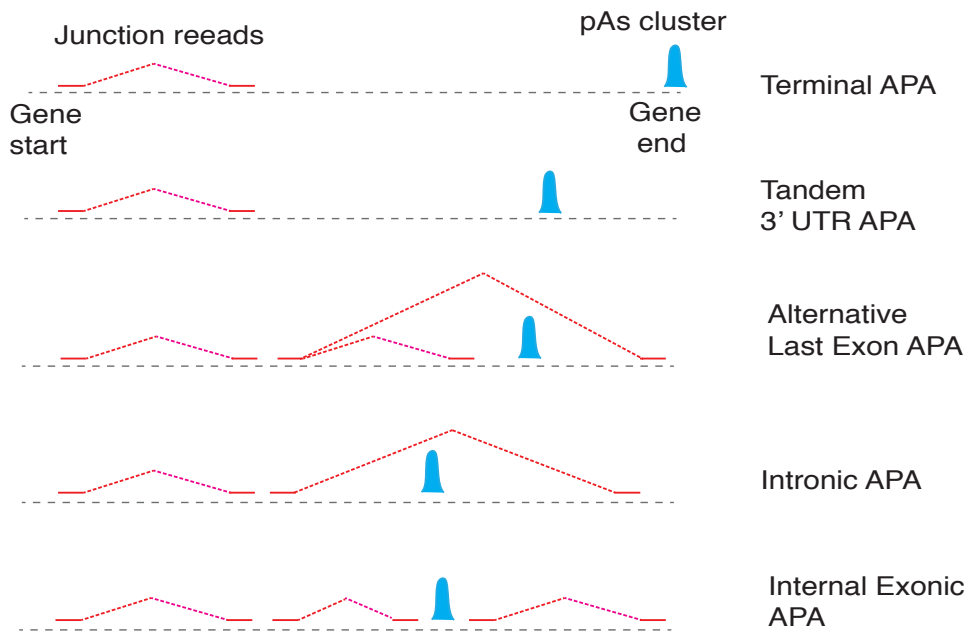 pAs cluster
Junction reeads
Terminal APA
Gene
start
Gene
end
Tandem
3’ UTR APA
Alternative
Last Exon APA
Intronic APA
Internal Exonic
APA